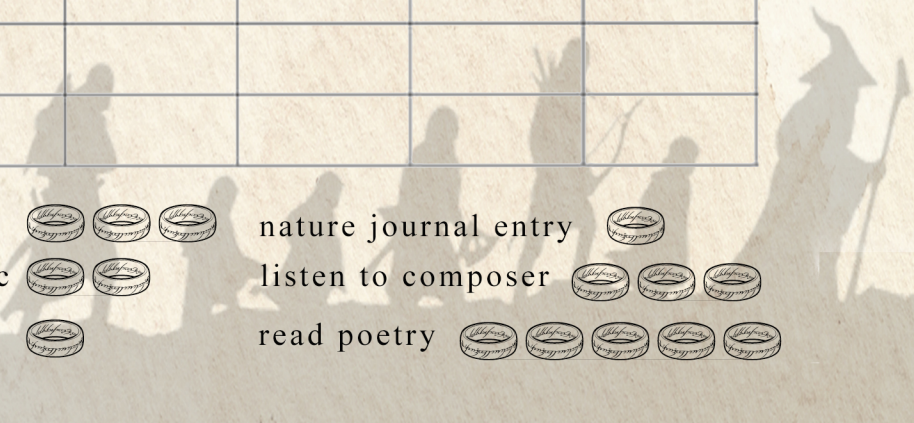 nature journal entry
c listen to composer
read poetry